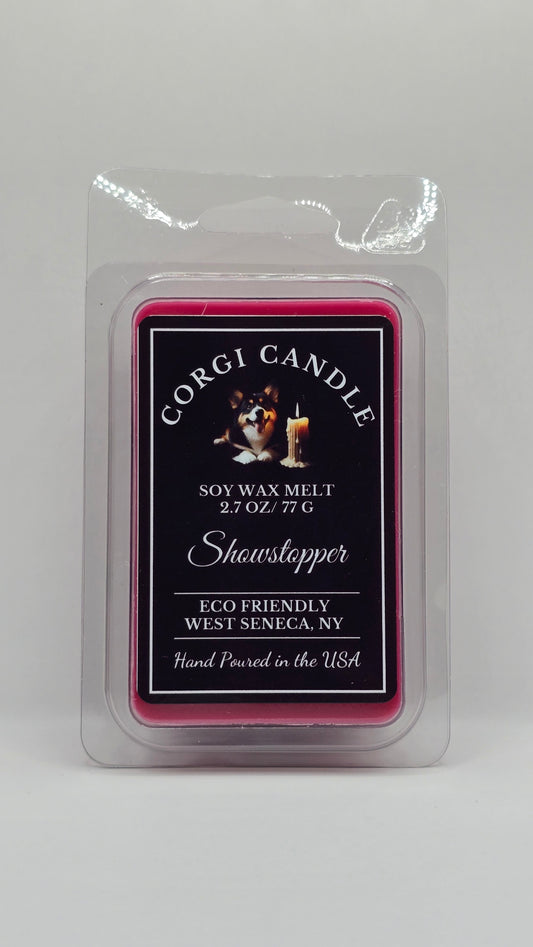 CORGI CANDLE
SOY WAX MELT
2.7 OZ/ 77 G
Showstopper
ECO FRIENDLY
WEST SENECA, NY
Hand Poured in the USA